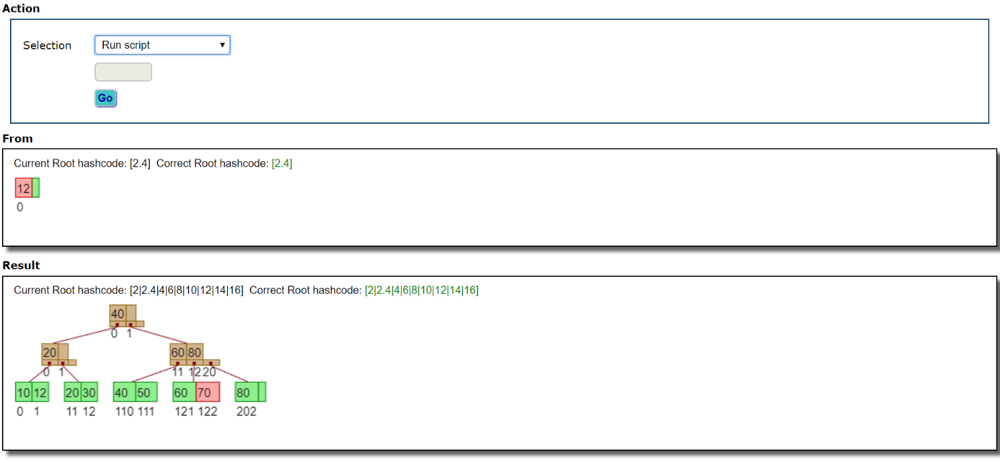 Action
Selection Run script
Go
From
Current Root hashcode: [2.4] Correct Root hashcode: [2.4]
12
0
Result
Current Root hashcode: [2|2.4|4|6|8|10|12|14|16] Correct Root hashcode: [2|2.4|4|6|8|10|12|14|16]
40
0 1
20 60 80
0 1 11 12 20
10 12 20 30 40 50 60 70 80
0 1 11 12 110 111 121 122 202